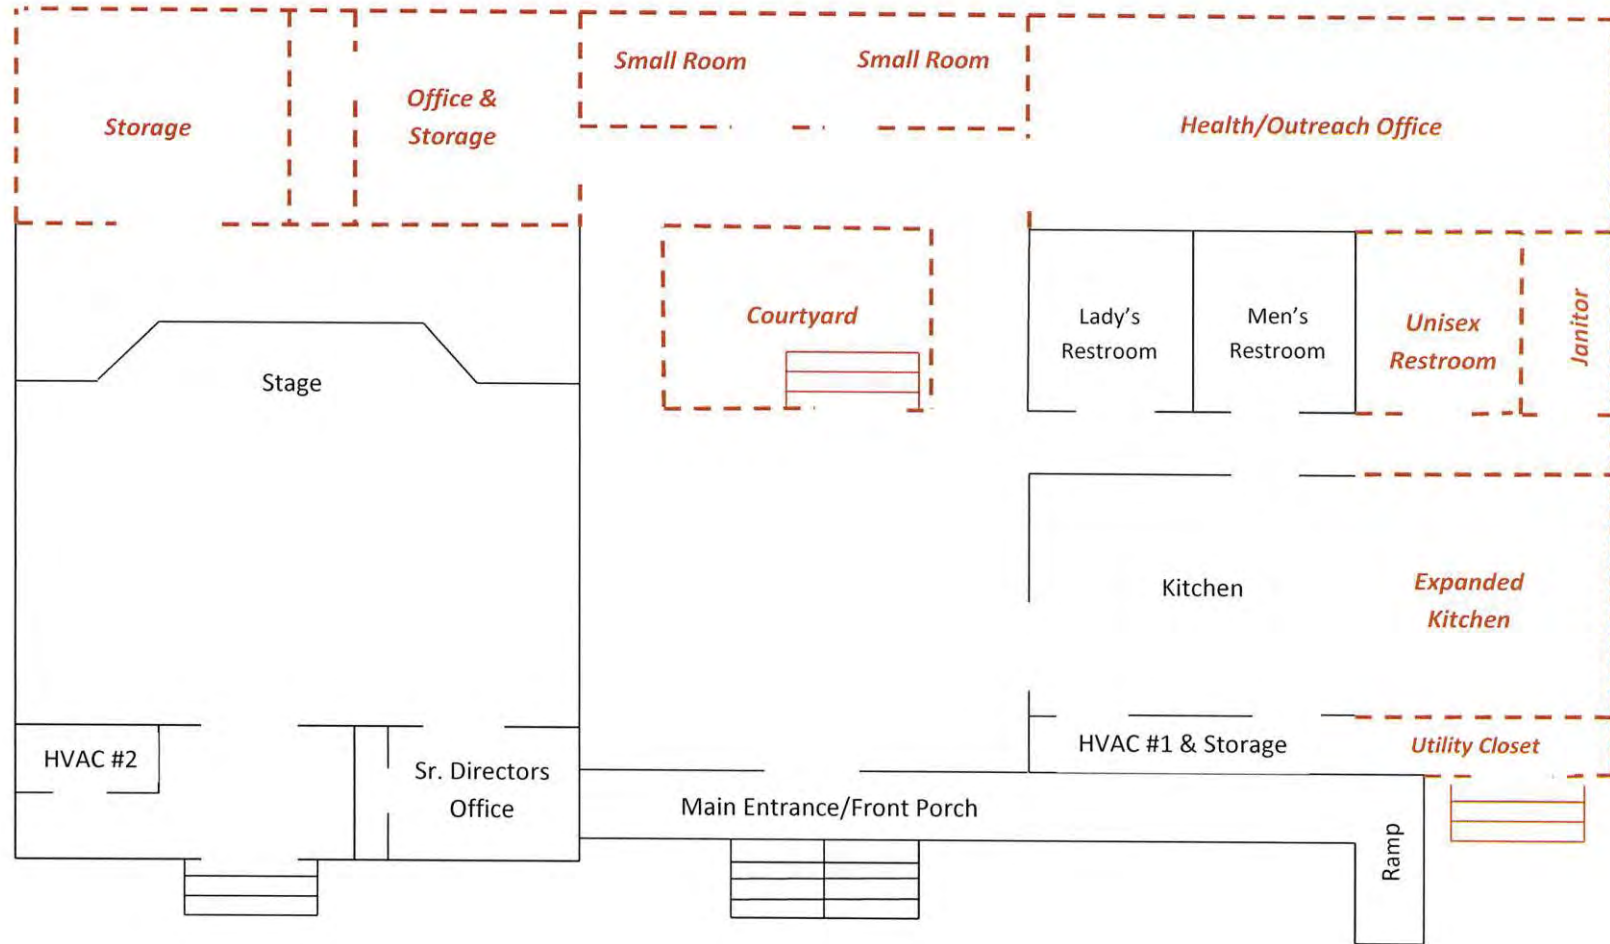 Small Room
Small Room
Storage
Office &
Storage
Health/Outreach Office
Courtyard
Lady's
Restroom
Men's
Restroom
Unisex
Restroom
Janitor
Stage
Kitchen
Expanded
Kitchen
HVAC #2
Sr. Directors
Office
HVAC #1 & Storage
Utility Closet
Main Entrance/Front Porch
Ramp